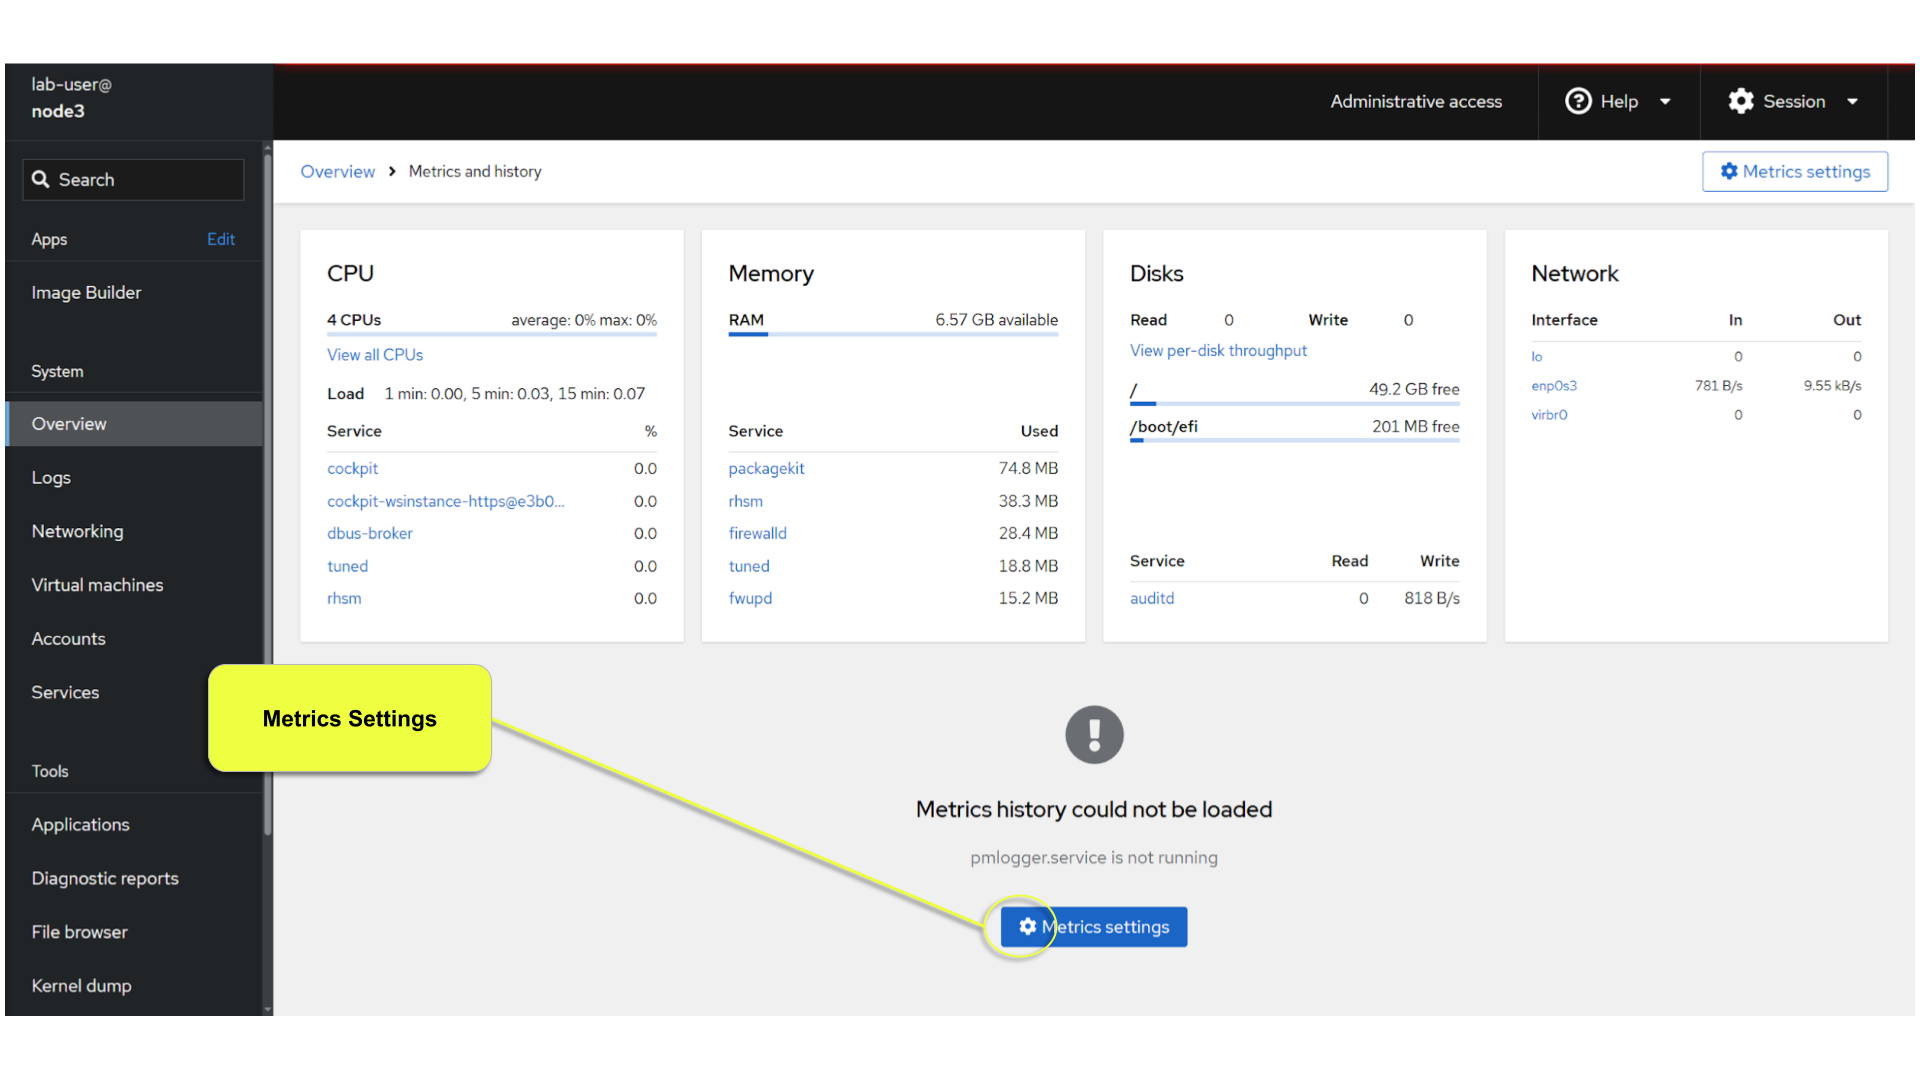 lab-user@
node3
Administrative access
Help
Session
Search
Apps Edit
Image Builder
System
Overview
Logs
Networking
Virtual machines
Accounts
Services
Tools
Applications
Diagnostic reports
File browser
Kernel dump
Overview > Metrics and history
Metrics settings
CPU
4 CPUs average: 0% max: 0%
View all CPUs
Load 1 min: 0.00, 5 min: 0.03, 15 min: 0.07
Service %
cockpit 0.0
cockpit-wsinstance-https@e3b0... 0.0
dbus-broker 0.0
tuned 0.0
rhsm 0.0
Memory
RAM 6.57 GB available
Service Used
packagekit 74.8 MB
rhsm 38.3 MB
firewalld 28.4 MB
tuned 18.8 MB
fwupd 15.2 MB
Disks
Read 0 Write 0
View per-disk throughput
/ 49.2 GB free
/boot/efi 201 MB free
Service Read Write
auditd 0 818 B/s
Network
Interface In Out
lo 0 0
enp0s3 781 B/s 9.55 kB/s
virbr0 0 0
Metrics Settings
Metrics history could not be loaded
pmlogger.service is not running
Metrics settings